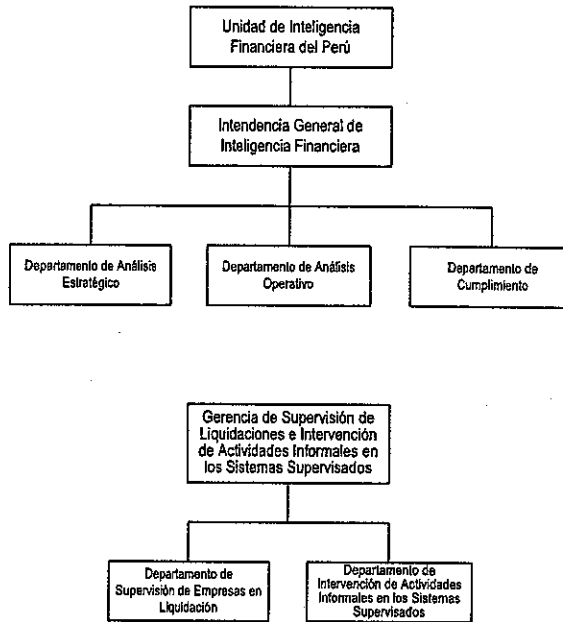 Unidad de Inteligencia
Financiera del Perú
Intendencia General de
Inteligencia Financiera
Departamento de Análisis
Estratégico
Departamento de Análisis
Operativo
Departamento de
Cumplimiento
Gerencia de Supervisión de
Liquidaciones e Intervención
de Actividades Informales en
los Sistemas Supervisados
Departamento de
Supervisión de Empresas en
Liquidación
Departamento de
Intervención de Actividades
Informales en los Sistemas
Supervisados